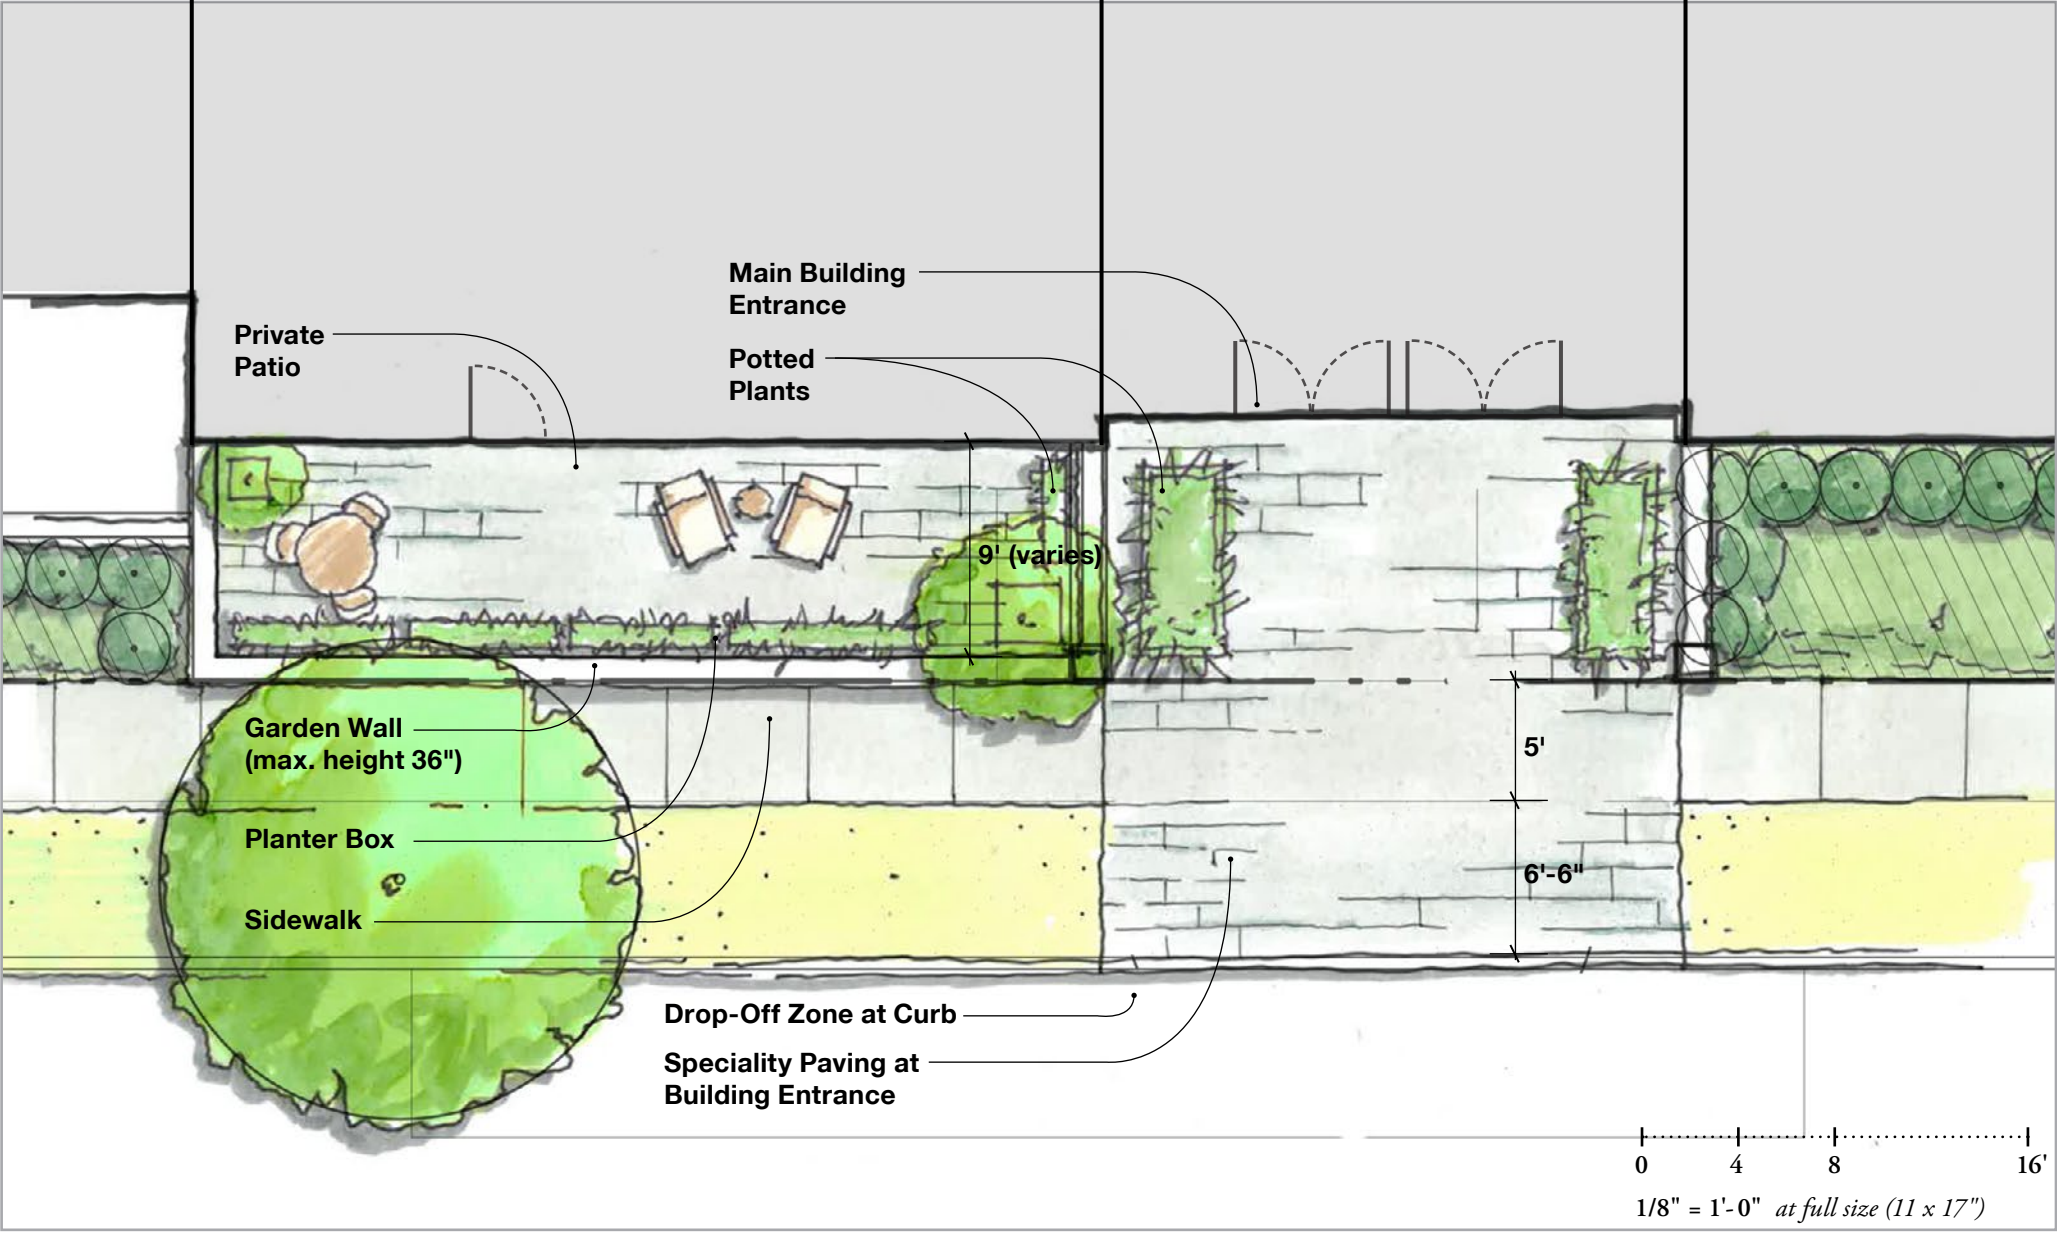 Main Building
Entrance
Private
Patio
Potted
Plants
9' (varies)
Garden Wall
(max. height 36")
5'
Planter Box
6'-6"
Sidewalk
Drop-Off Zone at Curb
Speciality Paving at
Building Entrance
0 4 8 16'
1/8" = 1'-0" at full size (11 x 17")